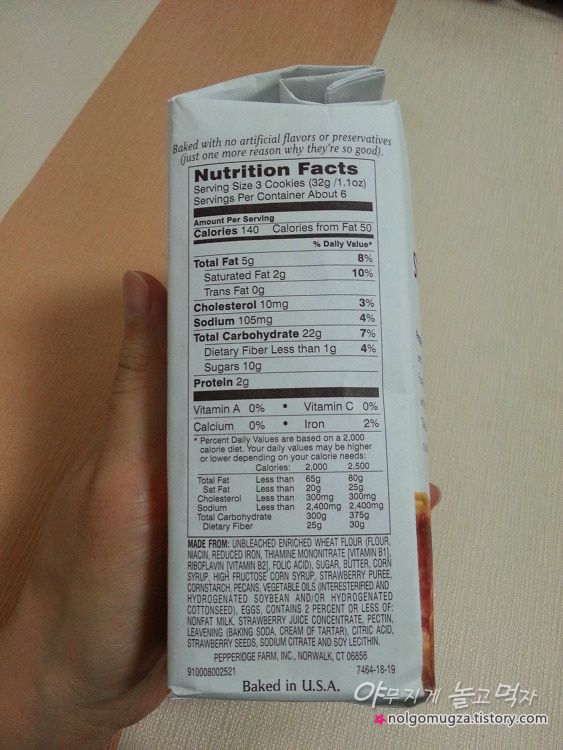 Baked with no artificial flavors or preservatives
(just one more reason why they're so good).
Nutrition Facts
Serving Size 3 Cookies (32g /1.1oz)
Servings Per Container About 6
Amount Per Serving
Calories 140 Calories from Fat 50
% Daily Value*
Total Fat 5g 8%
Saturated Fat 2g 10%
Trans Fat 0g
Cholesterol 10mg 3%
Sodium 105mg 4%
Total Carbohydrate 22g 7%
Dietary Fiber Less than 1g 4%
Sugars 10g
Protein 2g
Vitamin A 0% • Vitamin C 0%
Calcium 0% • Iron 2%
* Percent Daily Values are based on a 2,000
calorie diet. Your daily values may be higher
or lower depending on your calorie needs:
Calories: 2,000 2,500
Total Fat Less than 65g 80g
Sat Fat Less than 20g 25g
Cholesterol Less than 300mg 300mg
Sodium Less than 2,400mg 2,400mg
Total Carbohydrate 300g 375g
Dietary Fiber 25g 30g
MADE FROM: UNBLEACHED ENRICHED WHEAT FLOUR (FLOUR,
NIACIN, REDUCED IRON, THIAMINE MONONITRATE [VITAMIN B1],
RIBOFLAVIN [VITAMIN B2], FOLIC ACID), SUGAR, BUTTER, CORN
SYRUP, HIGH FRUCTOSE CORN SYRUP, STRAWBERRY PUREE,
CORNSTARCH, PECANS, VEGETABLE OILS (INTERESTERIFIED AND
HYDROGENATED SOYBEAN AND/OR HYDROGENATED
COTTONSEED), EGGS, CONTAINS 2 PERCENT OR LESS OF:
NONFAT MILK, STRAWBERRY JUICE CONCENTRATE, PECTIN,
LEAVENING (BAKING SODA, CREAM OF TARTAR), CITRIC ACID,
STRAWBERRY SEEDS, SODIUM CITRATE AND SOY LECITHIN.
PEPPERIDGE FARM, INC., NORWALK, CT 06856
910008002521 7464-18-19
Baked in U.S.A.
야무지게 놀고먹자
nolgomugza.tistory.com